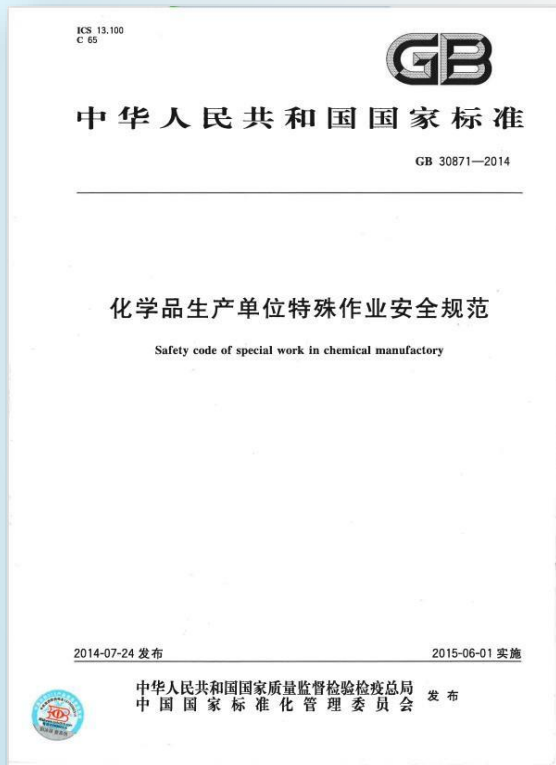 ICS 13.100
C 65
GB
中华人民共和国国家标准
GB 30871—2014
化学品生产单位特殊作业安全规范
Safety code of special work in chemical manufactory
2014-07-24 发布
2015-06-01 实施
中华人民共和国国家质量监督检验检疫总局
中国国家标准化管理委员会
发布